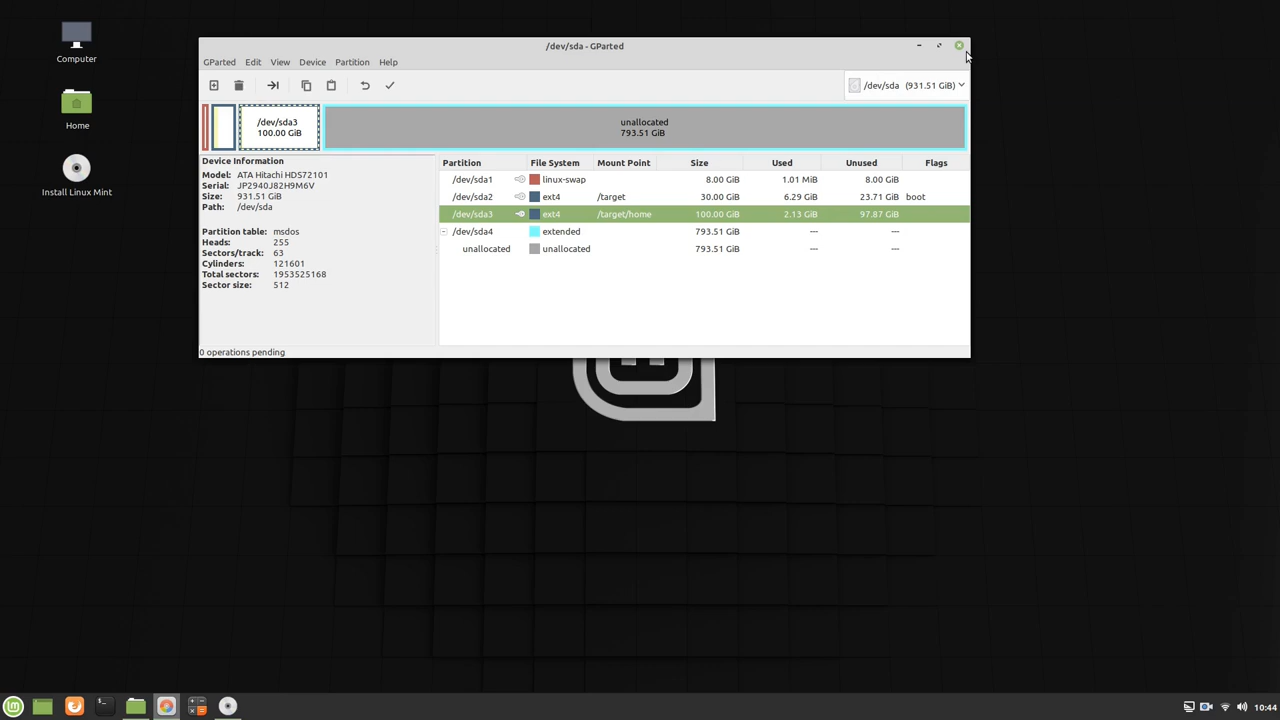 Computer
Home
Install Linux Mint
/dev/sda - GParted
GParted Edit View Device Partition Help
/dev/sda (931.51 GiB)
/dev/sda3
100.00 GiB
unallocated
793.51 GiB
Device Information
Model: ATA Hitachi HDS72101
Serial: JP2940J82H9M6V
Size: 931.51 GiB
Path: /dev/sda
Partition table: msdos
Heads: 255
Sectors/track: 63
Cylinders: 121601
Total sectors: 1953525168
Sector size: 512
Partition File System Mount Point Size Used Unused Flags
/dev/sda1 linux-swap 8.00 GiB 1.01 MiB 8.00 GiB
/dev/sda2 ext4 /target 30.00 GiB 6.29 GiB 23.71 GiB boot
/dev/sda3 ext4 /target/home 100.00 GiB 2.13 GiB 97.87 GiB
/dev/sda4 extended 793.51 GiB --- ---
unallocated unallocated 793.51 GiB --- ---
0 operations pending
10:44